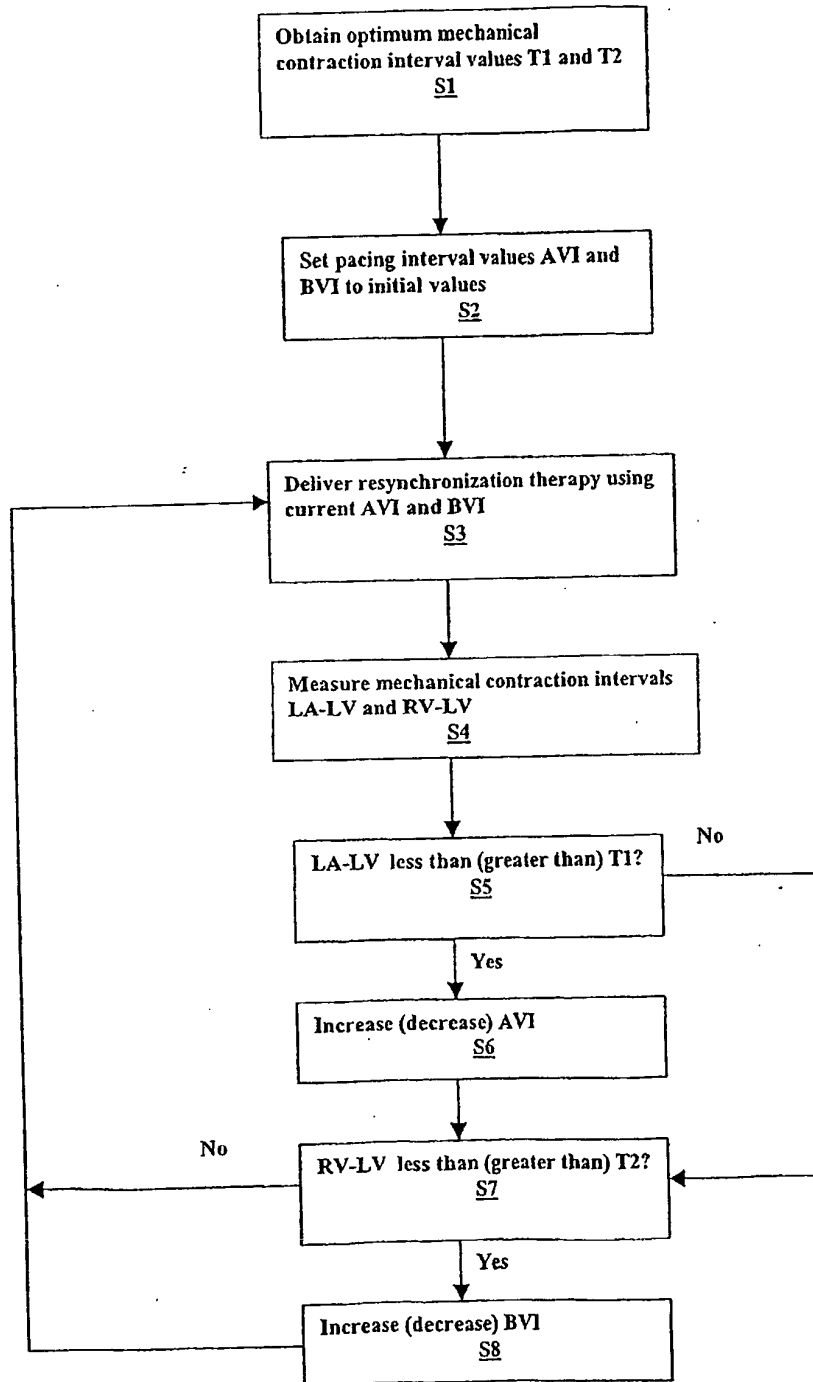 Obtain optimum mechanical
contraction interval values T1 and T2
S1
Set pacing interval values AVI and
BVI to initial values
S2
Deliver resynchronization therapy using
current AVI and BVI
S3
Measure mechanical contraction intervals
LA-LV and RV-LV
S4
No
LA-LV less than (greater than) T1?
S5
Yes
Increase (decrease) AVI
S6
No
RV-LV less than (greater than) T2?
S7
Yes
Increase (decrease) BVI
S8